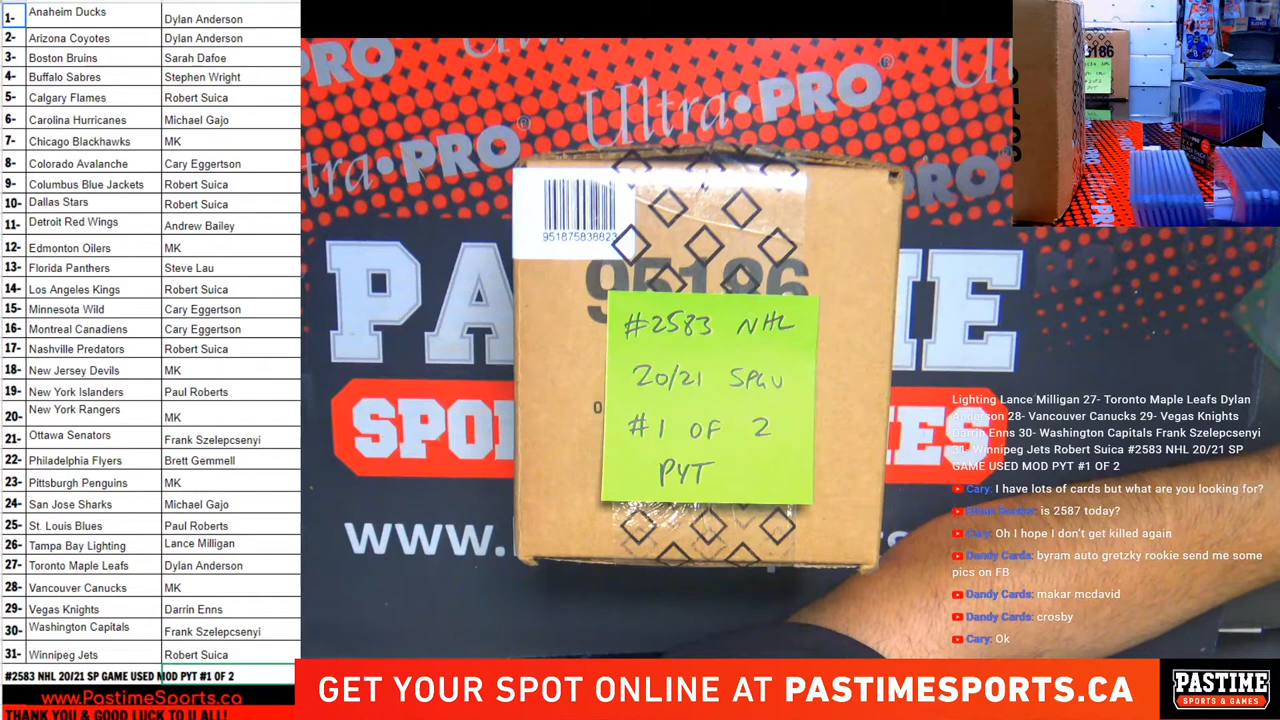 1- Anaheim Ducks Dylan Anderson
2- Arizona Coyotes Dylan Anderson
3- Boston Bruins Sarah Dafoe
4- Buffalo Sabres Stephen Wright
5- Calgary Flames Robert Suica
6- Carolina Hurricanes Michael Gajo
7- Chicago Blackhawks MK
8- Colorado Avalanche Cary Eggertson
9- Columbus Blue Jackets Robert Suica
10- Dallas Stars Robert Suica
11- Detroit Red Wings Andrew Bailey
12- Edmonton Oilers MK
13- Florida Panthers Steve Lau
14- Los Angeles Kings Robert Suica
15- Minnesota Wild Cary Eggertson
16- Montreal Canadiens Cary Eggertson
17- Nashville Predators Robert Suica
18- New Jersey Devils MK
19- New York Islanders Paul Roberts
20- New York Rangers MK
21- Ottawa Senators Frank Szelepcsenyi
22- Philadelphia Flyers Brett Gemmell
23- Pittsburgh Penguins MK
24- San Jose Sharks Michael Gajo
25- St. Louis Blues Paul Roberts
26- Tampa Bay Lighting Lance Milligan
27- Toronto Maple Leafs Dylan Anderson
28- Vancouver Canucks MK
29- Vegas Knights Darrin Enns
30- Washington Capitals Frank Szelepcsenyi
31- Winnipeg Jets Robert Suica
#2583 NHL 20/21 SP GAME USED MOD PYT #1 OF 2
www.PastimeSports.ca
THANK YOU & GOOD LUCK TO U ALL!
PRO
Ultra·PRO®
Ultra·PRO®
PRO
951875838823
95186
#2583 NHL
20/21 SPGU
#1 OF 2
PYT
PA
ME
SPO
ES
www.
95186
Lighting Lance Milligan 27- Toronto Maple Leafs Dylan
Anderson 28- Vancouver Canucks 29- Vegas Knights
Darrin Enns 30- Washington Capitals Frank Szelepcsenyi
31- Winnipeg Jets Robert Suica #2583 NHL 20/21 SP
GAME USED MOD PYT #1 OF 2
Cary: I have lots of cards but what are you looking for?
is 2587 today?
Cary: Oh I hope I don't get killed again
Dandy Cards: byram auto gretzky rookie send me some
pics on FB
Dandy Cards: makar mcdavid
Dandy Cards: crosby
Cary: Ok
GET YOUR SPOT ONLINE AT PASTIMESPORTS.CA
PASTIME
SPORTS & GAMES